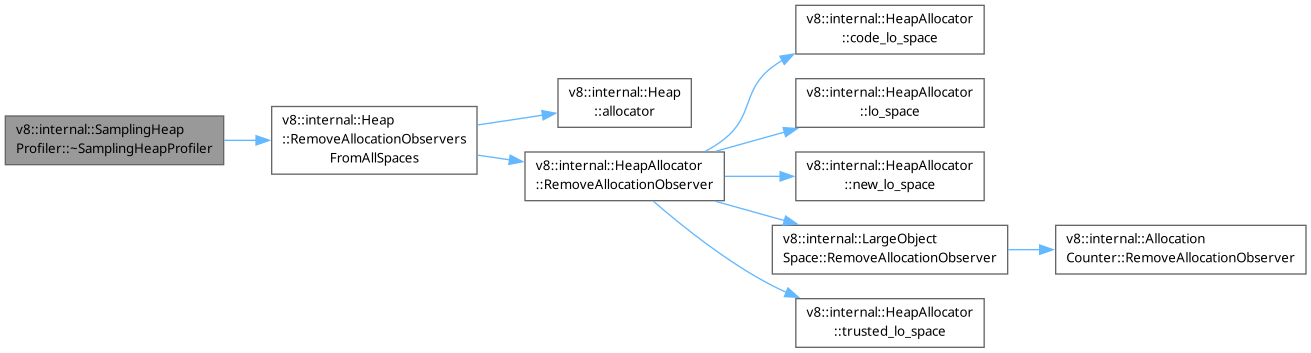 v8::internal::SamplingHeap
Profiler::~SamplingHeapProfiler
v8::internal::Heap
::RemoveAllocationObservers
FromAllSpaces
v8::internal::Heap
::allocator
v8::internal::HeapAllocator
::RemoveAllocationObserver
v8::internal::HeapAllocator
::code_lo_space
v8::internal::HeapAllocator
::lo_space
v8::internal::HeapAllocator
::new_lo_space
v8::internal::LargeObject
Space::RemoveAllocationObserver
v8::internal::HeapAllocator
::trusted_lo_space
v8::internal::Allocation
Counter::RemoveAllocationObserver